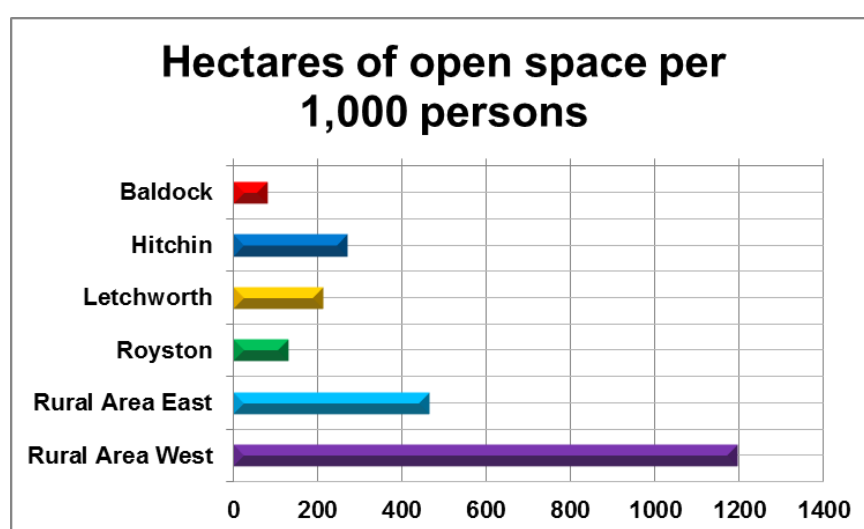 Hectares of open space per
1,000 persons
Baldock
Hitchin
Letchworth
Royston
Rural Area East
Rural Area West
0 200 400 600 800 1000 1200 1400